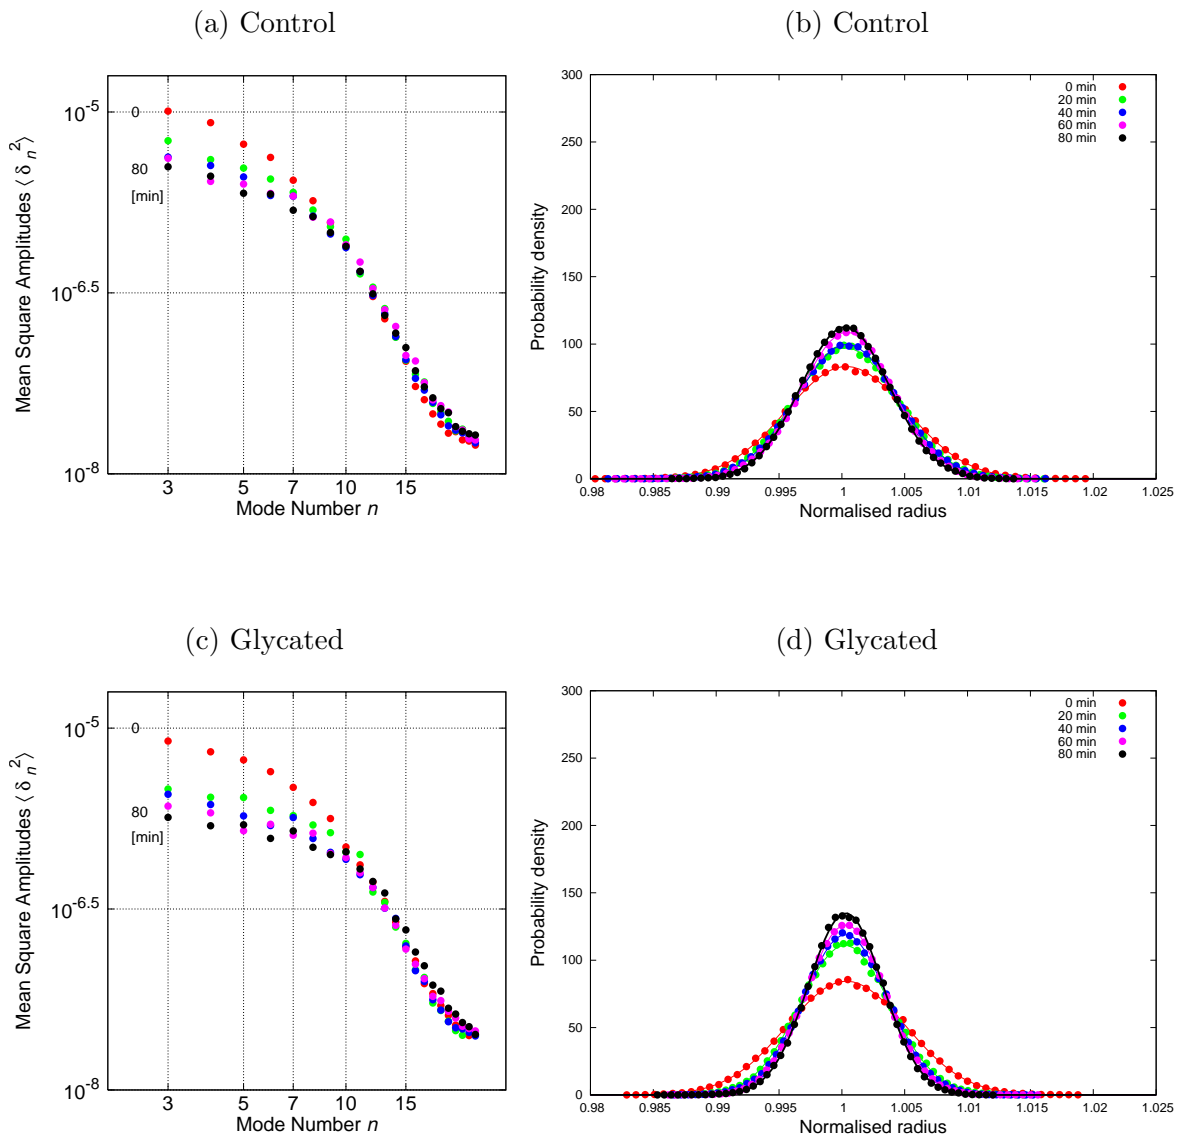 (a) Control
10^-5
10^-6.5
10^-8
0
80
[min]
3 5 7 10 15
Mean Square Amplitudes ⟨ δ_n^2 ⟩
Mode Number n
(b) Control
300
250
200
150
100
50
0
0.98 0.985 0.99 0.995 1 1.005 1.01 1.015 1.02 1.025
Probability density
Normalised radius
0 min
20 min
40 min
60 min
80 min
(c) Glycated
10^-5
10^-6.5
10^-8
0
80
[min]
3 5 7 10 15
Mean Square Amplitudes ⟨ δ_n^2 ⟩
Mode Number n
(d) Glycated
300
250
200
150
100
50
0
0.98 0.985 0.99 0.995 1 1.005 1.01 1.015 1.02 1.025
Probability density
Normalised radius
0 min
20 min
40 min
60 min
80 min